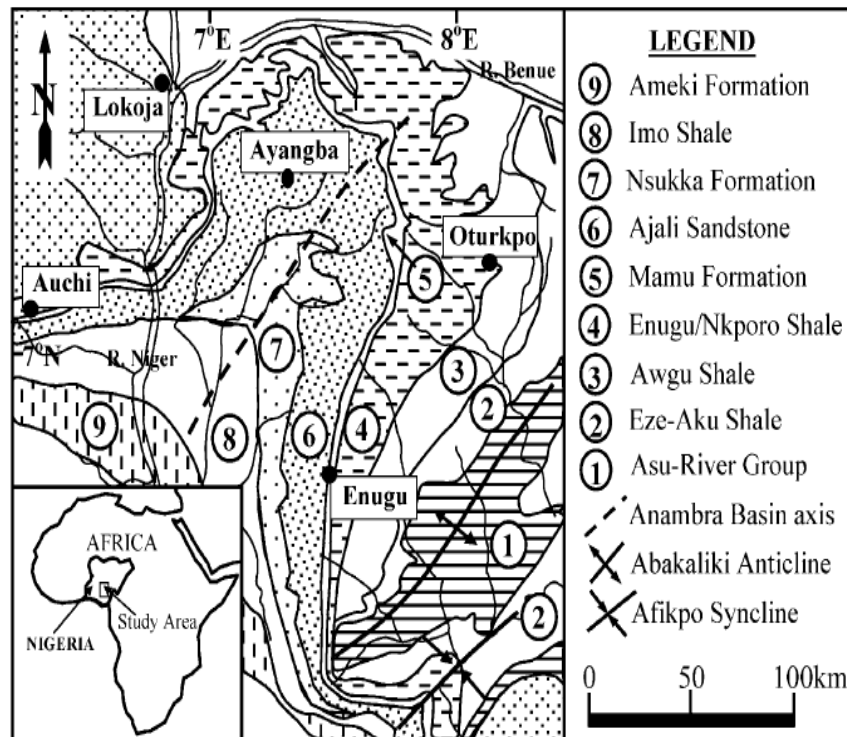 7°E
8°E
R. Benue
Lokoja
N
Ayangba
Oturkpo
5
Auchi
7°N
R. Niger
7
3
2
9
8
6
4
Enugu
1
2
AFRICA
NIGERIA
Study Area
LEGEND
9 Ameki Formation
8 Imo Shale
7 Nsukka Formation
6 Ajali Sandstone
5 Mamu Formation
4 Enugu/Nkporo Shale
3 Awgu Shale
2 Eze-Aku Shale
1 Asu-River Group
Anambra Basin axis
Abakaliki Anticline
Afikpo Syncline
0 50 100km